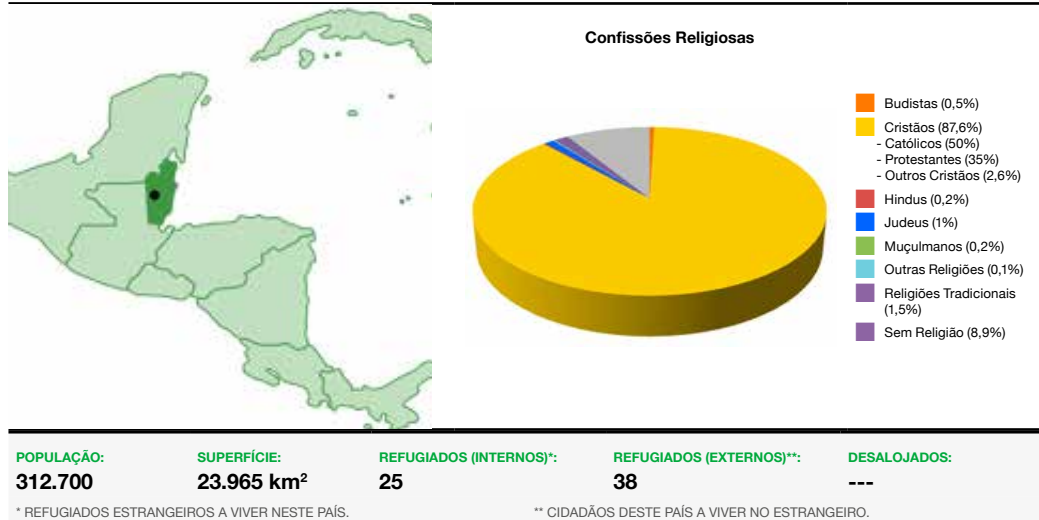 Confissões Religiosas
Budistas (0,5%)
Cristãos (87,6%)
- Católicos (50%)
- Protestantes (35%)
- Outros Cristãos (2,6%)
Hindus (0,2%)
Judeus (1%)
Muçulmanos (0,2%)
Outras Religiões (0,1%)
Religiões Tradicionais
(1,5%)
Sem Religião (8,9%)
POPULAÇÃO:
312.700
SUPERFÍCIE:
23.965 km²
REFUGIADOS (INTERNOS)*:
25
REFUGIADOS (EXTERNOS)**:
38
DESALOJADOS:
---
* REFUGIADOS ESTRANGEIROS A VIVER NESTE PAÍS.
** CIDADÃOS DESTE PAÍS A VIVER NO ESTRANGEIRO.